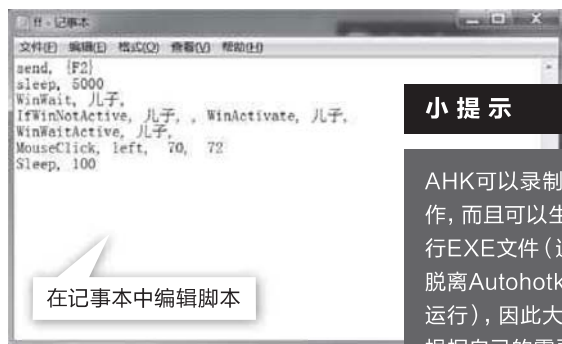 f! - 记事本
文件(F) 编辑(E) 格式(O) 查看(V) 帮助(H)
send, {F2}
sleep, 5000
WinWait, 儿子,
IfWinNotActive, 儿子, , WinActivate, 儿子,
WinWaitActive, 儿子,
MouseClick, left, 70, 72
Sleep, 100
在记事本中编辑脚本
小提示
AHK可以录制
作，而且可以生
行EXE文件（
脱离Autohotk
运行），因此大